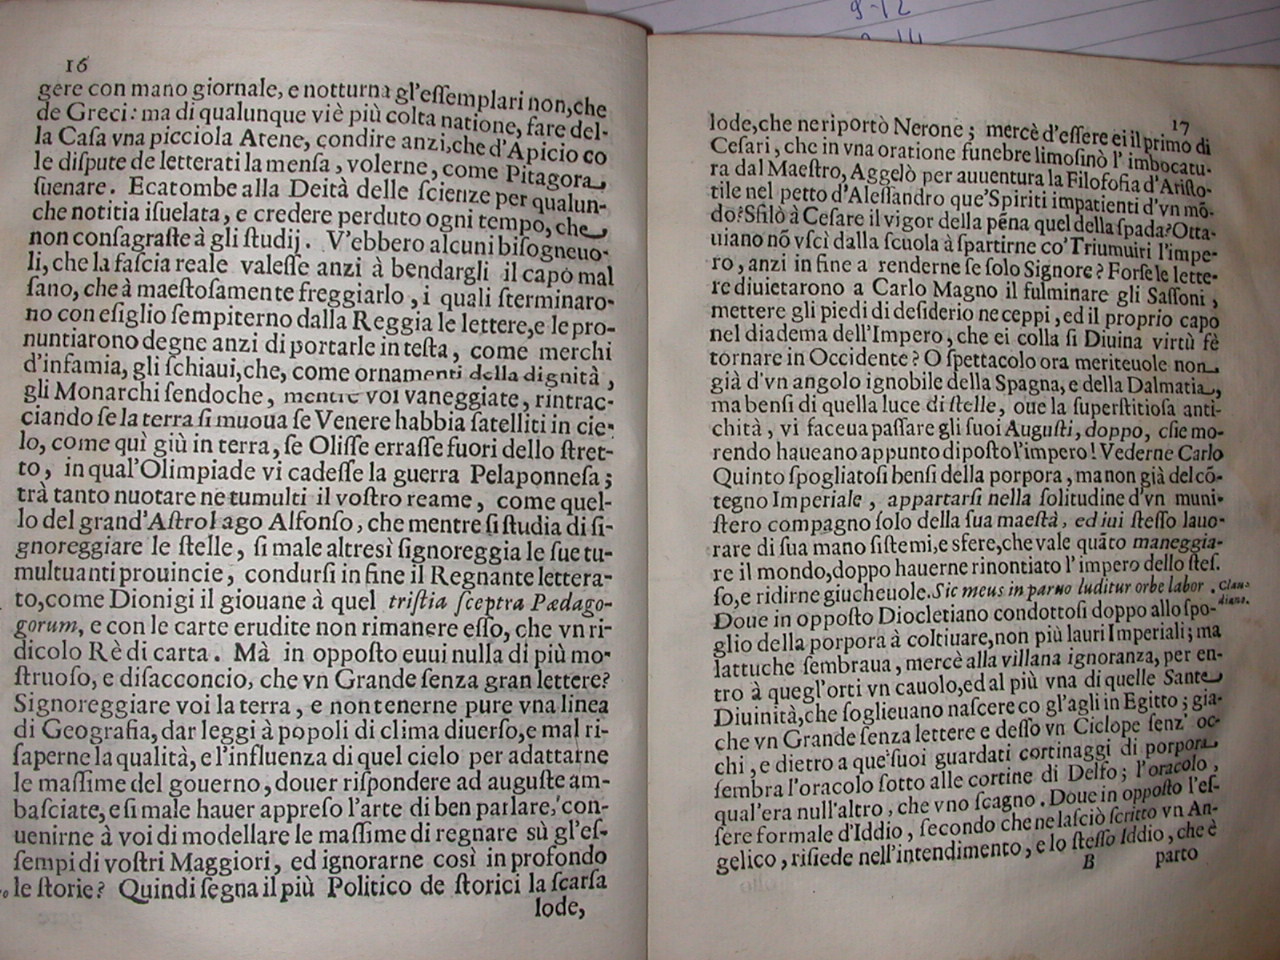 9-12
16
gere con mano giornale, e notturna gl'eſſemplari non,che
de Greci: ma di qualunque viè più colta natione, fare del-
la Caſa vna picciola Atene, condire anzi,che d'Apicio co
le diſpute de letterati la menſa, volerne, come Pitagora
ſuenare. Ecatombe alla Deità delle ſcienze per qualun-
che notitia iſuelata, e credere perduto ogni tempo, che
non conſagraſte à gli ſtudij. V'ebbero alcuni biſogneuo-
li, che la faſcia reale valeſſe anzi à bendargli il capo mal
ſano, che à maeſtoſamente freggiarlo, i quali ſterminaro-
no con eſiglio ſempiterno dalla Reggia le lettere,e le pro-
nuntiarono degne anzi di portarle in teſta, come merchi
d'infamia, gli ſchiaui,che, come ornamenti della dignità,
gli Monarchi ſendoche, mentre voi vaneggiate, rintrac-
ciando ſe la terra ſi muoua ſe Venere habbia ſatelliti in cie-
lo, come quì giù in terra, ſe Oliſſe erraſſe fuori dello ſtret-
to, in qual'Olimpiade vi cadeſſe la guerra Pelaponneſa;
trà tanto nuotare ne tumulti il voſtro reame, come quel-
lo del grand'Aſtrolago Alfonſo, che mentre ſi ſtudia di ſi-
gnoreggiare le ſtelle, ſi male altresì ſignoreggia le ſue tu-
multuanti prouincie, condurſi in fine il Regnante lettera-
to,come Dionigi il giouane à quel triſtia ſceptra Pædago-
gorum, e con le carte erudite non rimanere eſſo, che vn ri-
dicolo Rè di carta. Mà in oppoſto euui nulla di più mo-
ſtruoſo, e diſacconcio, che vn Grande ſenza gran lettere?
Signoreggiare voi la terra, e non tenerne pure vna linea
di Geografia, dar leggi à popoli di clima diuerſo,e mal ri-
ſaperne la qualità, e l'influenza di quel cielo per adattarne
le maſſime del gouerno, douer riſpondere ad auguſte am-
baſciate, e ſi male hauer appreſo l'arte di ben parlare, con-
uenirne à voi di modellare le maſſime di regnare sù gl'eſ-
ſempi di voſtri Maggiori, ed ignorarne così in profondo
le ſtorie? Quindi ſegna il più Politico de ſtorici la ſcarſa
lode,
17
lode,che ne riportò Nerone; mercè d'eſſere ei il primo di
Ceſari, che in vna oratione funebre limoſinò l'imbocatu-
ra dal Maeſtro, Aggelò per auuentura la Filoſofia d'Ariſto-
tile nel petto d'Aleſſandro que'Spiriti impatienti d'vn mõ-
do? Sfilò à Ceſare il vigor della pẽna quel della ſpada? Otta-
uiano nõ vſcì dalla ſcuola à ſpartirne co'Triumuiri l'impe-
ro, anzi in fine a renderne ſe ſolo Signore? Forſe le lette-
re diuietarono a Carlo Magno il fulminare gli Saſſoni,
mettere gli piedi di deſiderio ne ceppi, ed il proprio capo
nel diadema dell'Impero, che ei colla ſi Diuina virtù fè
tornare in Occidente? O ſpettacolo ora meriteuole non
già d'vn angolo ignobile della Spagna, e della Dalmatia,
ma benſi di quella luce di ſtelle, oue la ſuperſtitioſa anti-
chità, vi faceua paſſare gli ſuoi Auguſti, doppo, che mo-
rendo haueano appunto dipoſto l'impero! Vederne Carlo
Quinto ſpogliatoſi benſi della porpora, ma non già del cõ-
tegno Imperiale, appartarſi nella ſolitudine d'vn muni-
ſtero compagno ſolo della ſua maeſtà, ed iui ſteſſo lauo-
rare di ſua mano ſiſtemi,e sfere,che vale quãto maneggia-
re il mondo,doppo hauerne rinontiato l'impero dello ſteſ-
ſo,e ridirne giucheuole. Sic meus in paruo luditur orbe labor. Clau-
diano.
Doue in oppoſto Diocletiano condottoſi doppo allo ſpo-
glio della porpora à coltiuare,non più lauri Imperiali; ma
lattuche ſembraua, mercè alla villana ignoranza, per en-
tro à quegl'orti vn cauolo,ed al più vna di quelle Sante
Diuinità,che ſoglieuano naſcere co gl'agli in Egitto; gia-
che vn Grande ſenza lettere e deſſo vn Ciclope ſenz' oc-
chi, e dietro a que'ſuoi guardati cortinaggi di porpora
ſembra l'oracolo ſotto alle cortine di Delfo; l'oracolo,
qual'era null'altro, che vno ſcagno. Doue in oppoſto l'eſ-
ſere formale d'Iddio, ſecondo che ne laſciò ſcritto vn An-
gelico, riſiede nell'intendimento, e lo ſteſſo Iddio, che è
B parto